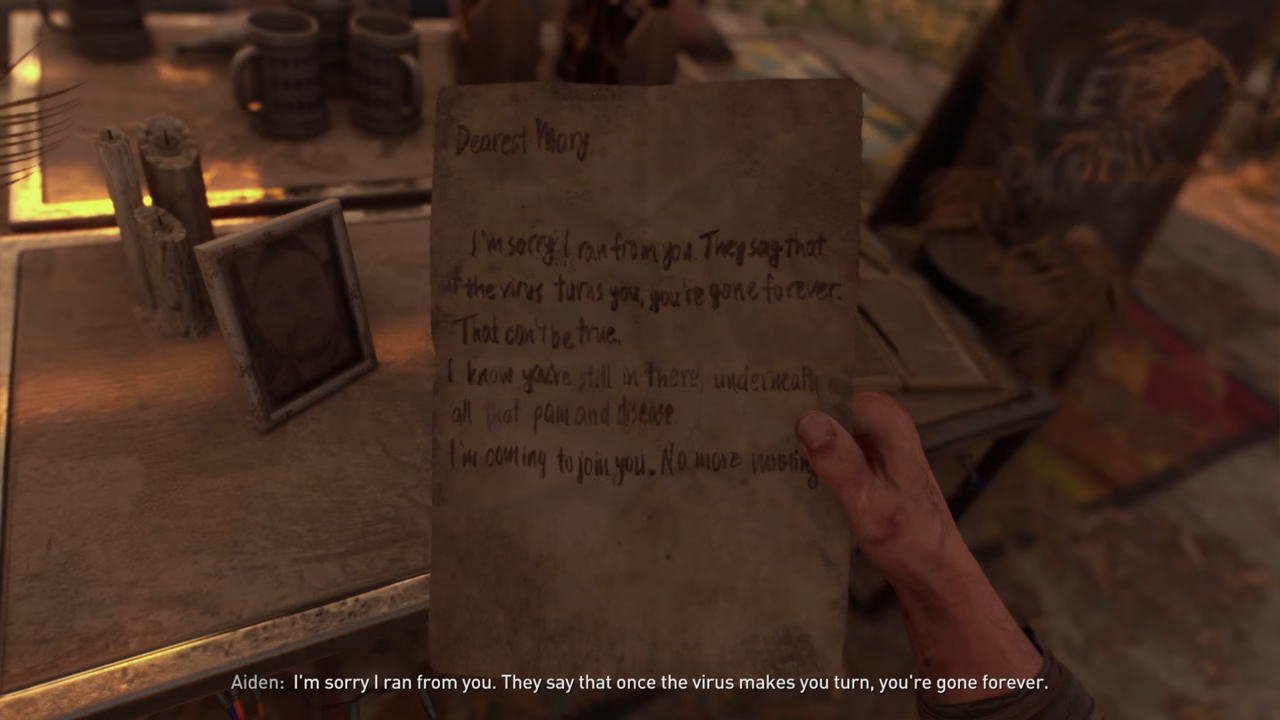 Dearest Mary
I'm sorry I ran from you. They say that
if the virus turns you, you're gone forever.
That can't be true.
I know you're still in there, underneath
all that pain and disease
I'm coming to join you. No more running
LET
Aiden: I'm sorry I ran from you. They say that once the virus makes you turn, you're gone forever.